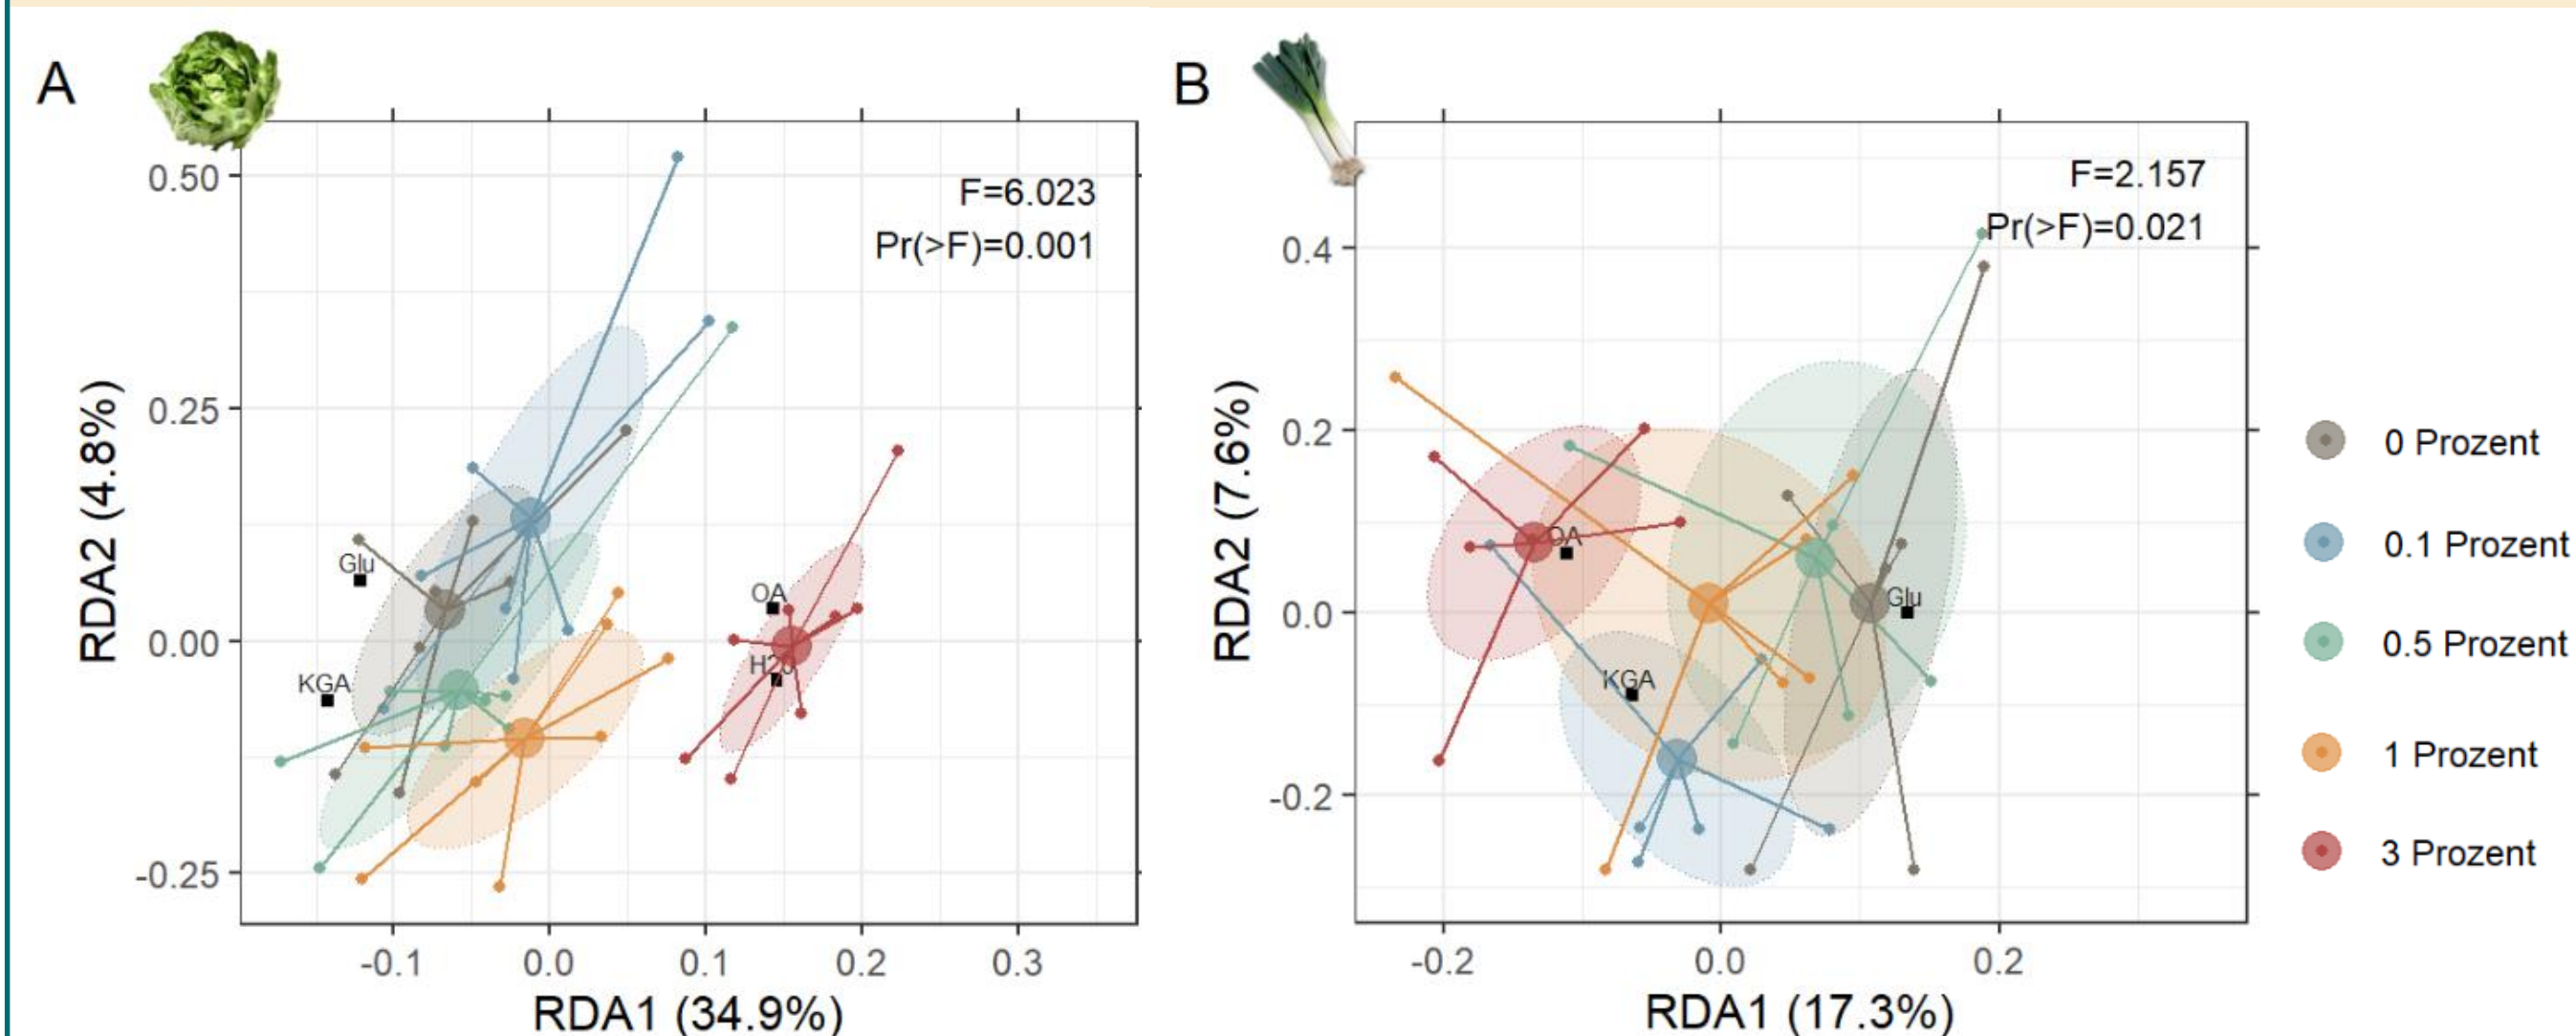 A
F=6.023
Pr(>F)=0.001
RDA2 (4.8%)
0.50
0.25
0.00
-0.25
Glu
KGA
OA
-0.1
0.0
0.1
0.2
0.3
RDA1 (34.9%)
B
F=2.157
Pr(>F)=0.021
RDA2 (7.6%)
0.4
0.2
0.0
-0.2
OA
Glu
KGA
-0.2
0.0
0.2
RDA1 (17.3%)
0 Prozent
0.1 Prozent
0.5 Prozent
1 Prozent
3 Prozent